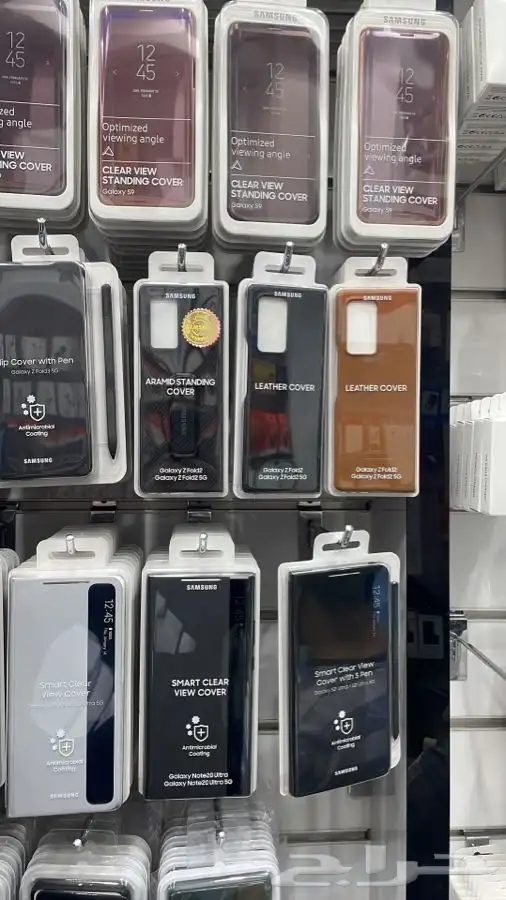 12
45
Optimized
viewing angle
VIEW
COVER
12
45
Optimized
viewing angle
CLEAR VIEW
STANDING COVER
Galaxy S9
SAMSUNG
12
45
Optimized
viewing angle
CLEAR VIEW
STANDING COVER
Galaxy S9
SAMSUNG
12
45
Optimized
viewing angle
CLEAR VIEW
STANDING COVER
Galaxy S9
lip Cover with Pen
Galaxy Z Fold3 5G
Antimicrobial
Coating
SAMSUNG
SAMSUNG
ARAMID STANDING
COVER
Galaxy Z Fold2
Galaxy Z Fold2 5G
SAMSUNG
LEATHER COVER
Galaxy Z Fold2
Galaxy Z Fold2 5G
SAMSUNG
LEATHER COVER
Galaxy Z Fold2
Galaxy Z Fold2 5G
12:45
Smart Clear
View Cover
Antimicrobial
Coating
SAMSUNG
SAMSUNG
SMART CLEAR
VIEW COVER
Antimicrobial
Coating
Galaxy Note20 Ultra
Galaxy Note20 Ultra 5G
12:45
Smart Clear View
Cover with S Pen
Antimicrobial
Coating
SAMSUNG
حراج